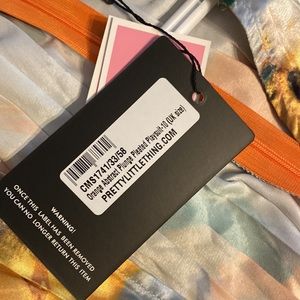 CMS1741/33/58
Orange Abstract Plunge Pleated Playsuit-10 (UK size)
PRETTYLITTLETHING.COM
WARNING!
ONCE THIS LABEL HAS BEEN REMOVED
YOU CAN NO LONGER RETURN THIS ITEM